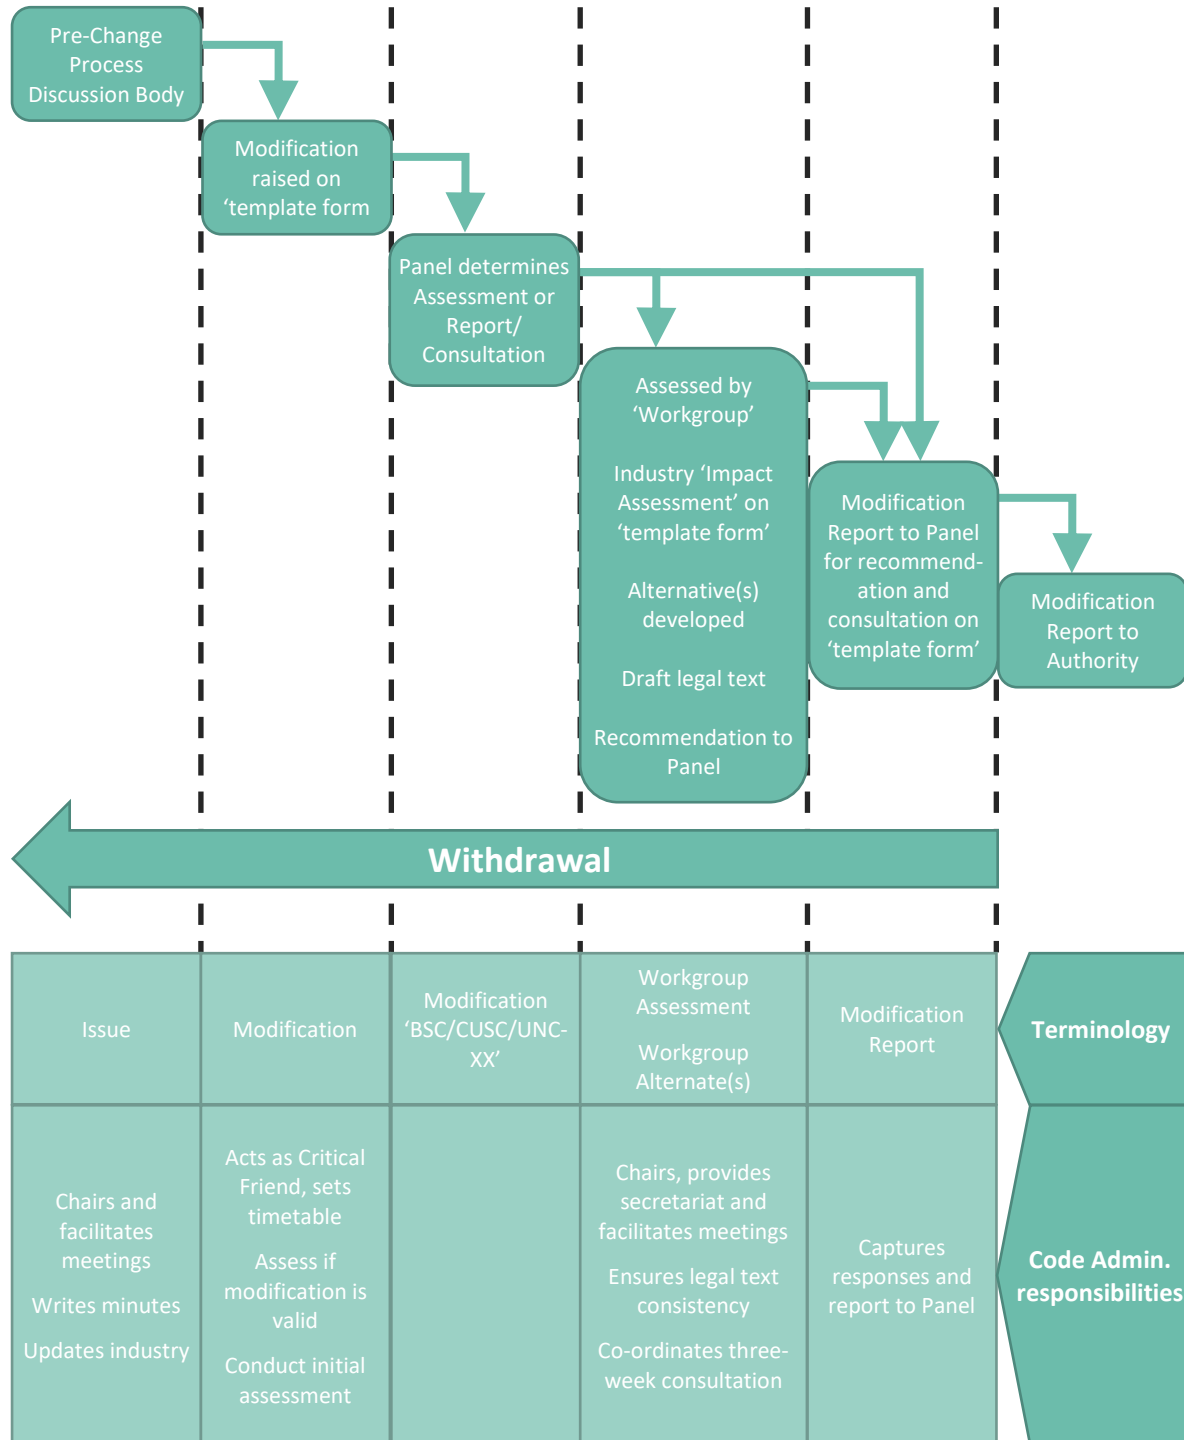 Pre-Change
Process
Discussion Body
Modification
raised on
‘template form
Panel determines
Assessment or
Report/
Consultation
Assessed by
‘Workgroup’
Industry ‘Impact
Assessment’ on
‘template form’
Alternative(s)
developed
Draft legal text
Recommendation to
Panel
Modification
Report to Panel
for recommend-
ation and
consultation on
‘template form’
Modification
Report to
Authority
Withdrawal
Issue
Modification
Modification
‘BSC/CUSC/UNC-
XX’
Workgroup
Assessment
Workgroup
Alternate(s)
Modification
Report
Terminology
Chairs and
facilitates
meetings
Writes minutes
Updates industry
Acts as Critical
Friend, sets
timetable
Assess if
modification is
valid
Conduct initial
assessment
Chairs, provides
secretariat and
facilitates meetings
Ensures legal text
consistency
Co-ordinates three-
week consultation
Captures
responses and
report to Panel
Code Admin.
responsibilities